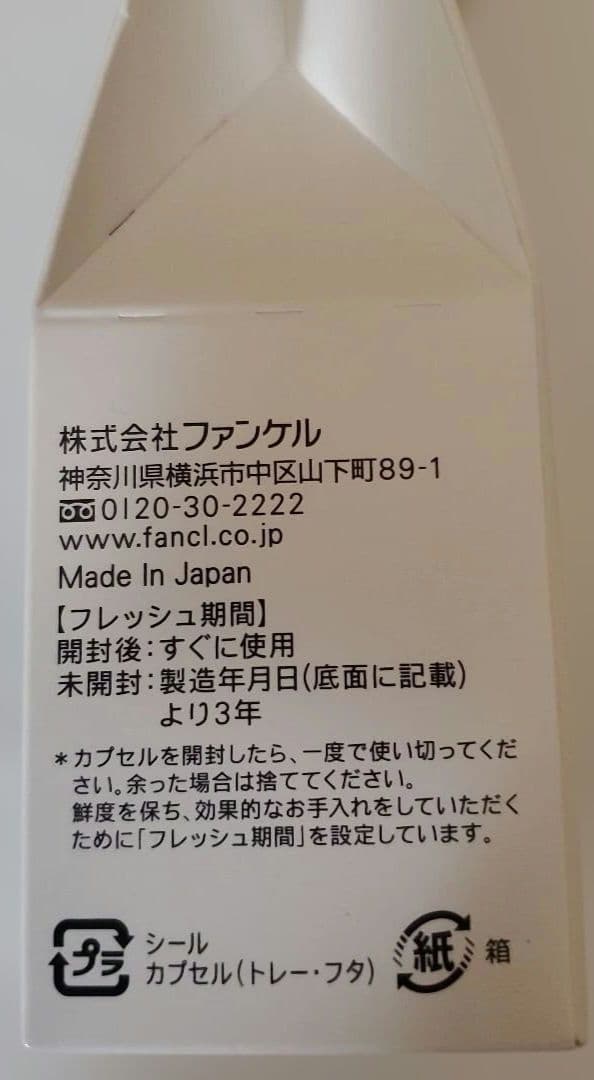 株式会社ファンケル
神奈川県横浜市中区山下町89-1
0120-30-2222
www.fancl.co.jp
Made In Japan
【フレッシュ期間】
開封後:すぐに使用
未開封:製造年月日(底面に記載)
より3年
*カプセルを開封したら、一度で使い切ってくだ
さい。余った場合は捨ててください。
鮮度を保ち、効果的なお手入れをしていただく
ために「フレッシュ期間」を設定しています。
プラ シール
カプセル(トレー・フタ)
紙 箱